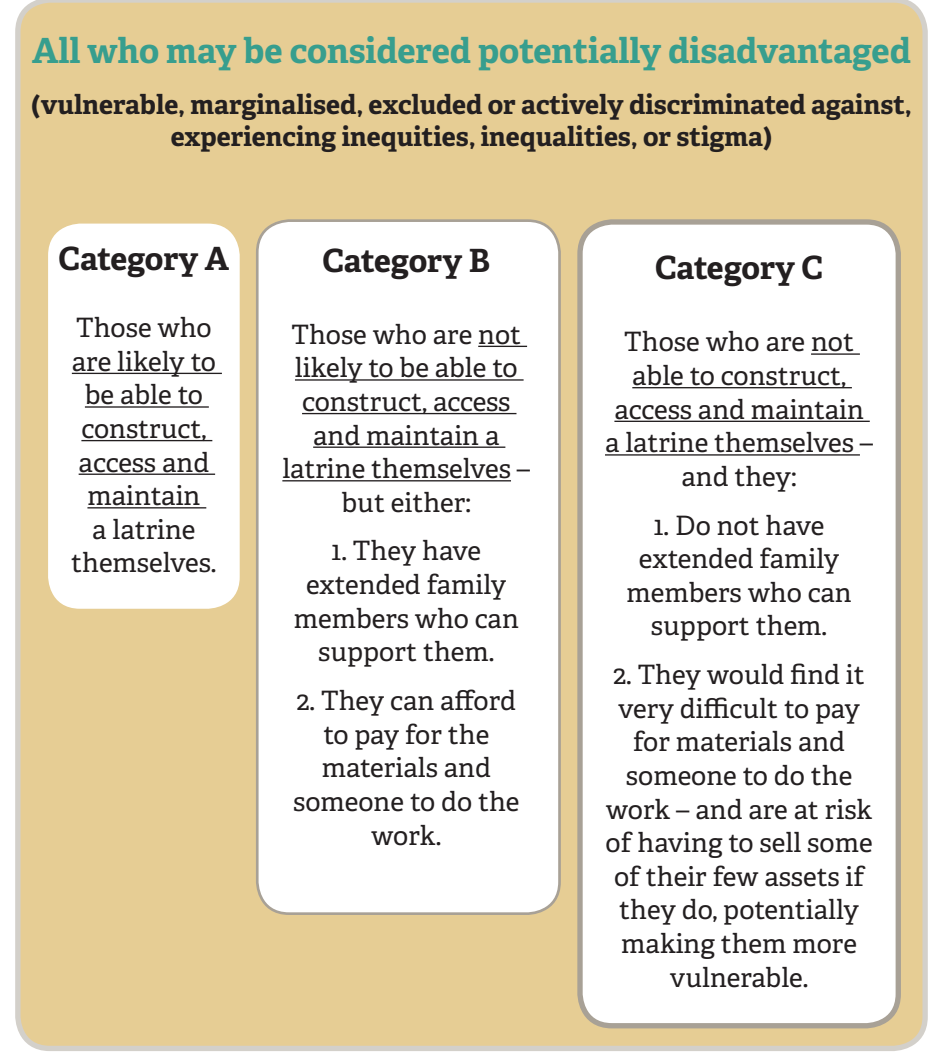 All who may be considered potentially disadvantaged
(vulnerable, marginalised, excluded or actively discriminated against,
experiencing inequities, inequalities, or stigma)
Category A
Those who
are likely to
be able to
construct,
access and
maintain
a latrine
themselves.
Category B
Those who are not
likely to be able to
construct, access
and maintain a
latrine themselves –
but either:
1. They have
extended family
members who can
support them.
2. They can afford
to pay for the
materials and
someone to do the
work.
Category C
Those who are not
able to construct,
access and maintain
a latrine themselves –
and they:
1. Do not have
extended family
members who can
support them.
2. They would find it
very difficult to pay
for materials and
someone to do the
work – and are at risk
of having to sell some
of their few assets if
they do, potentially
making them more
vulnerable.